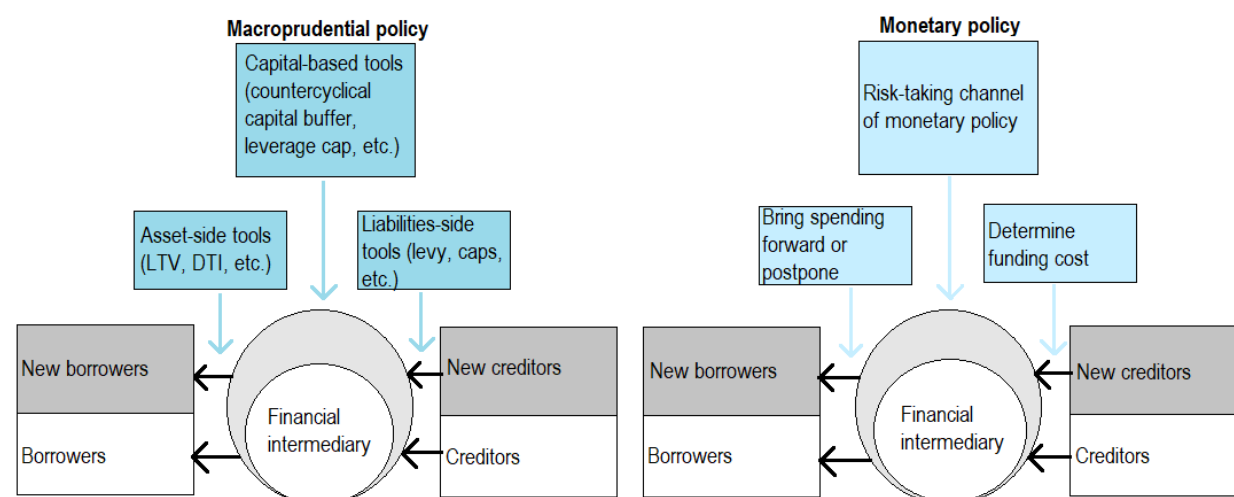 Macroprudential policy
Capital-based tools
(countercyclical
capital buffer,
leverage cap, etc.)
Asset-side tools
(LTV, DTI, etc.)
Liabilities-side
tools (levy, caps,
etc.)
New borrowers
Borrowers
Financial
intermediary
New creditors
Creditors
Monetary policy
Risk-taking channel
of monetary policy
Bring spending
forward or
postpone
Determine
funding cost
New borrowers
Borrowers
Financial
intermediary
New creditors
Creditors